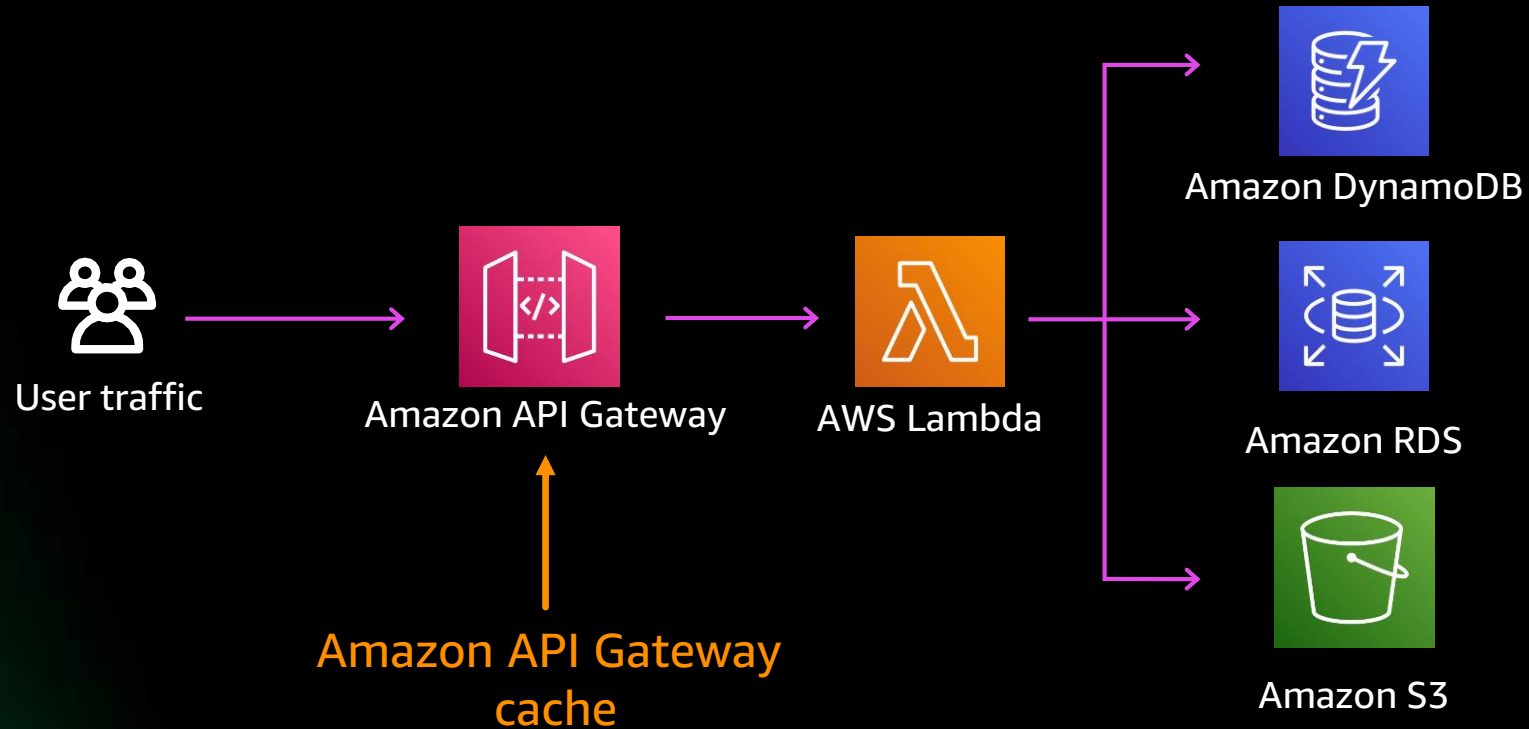 Amazon DynamoDB
User traffic
Amazon API Gateway
</>
AWS Lambda
Amazon RDS
Amazon API Gateway
cache
Amazon S3